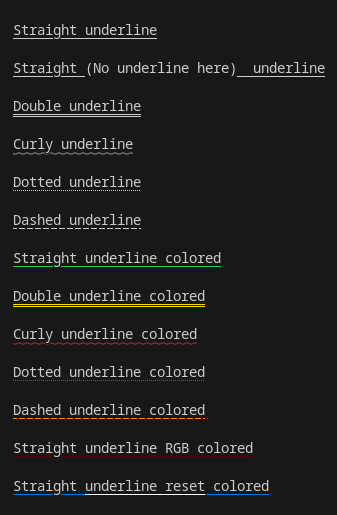 Straight underline
Straight (No underline here)  underline
Double underline
Curly underline
Dotted underline
Dashed underline
Straight underline colored
Double underline colored
Curly underline colored
Dotted underline colored
Dashed underline colored
Straight underline RGB colored
Straight underline reset colored